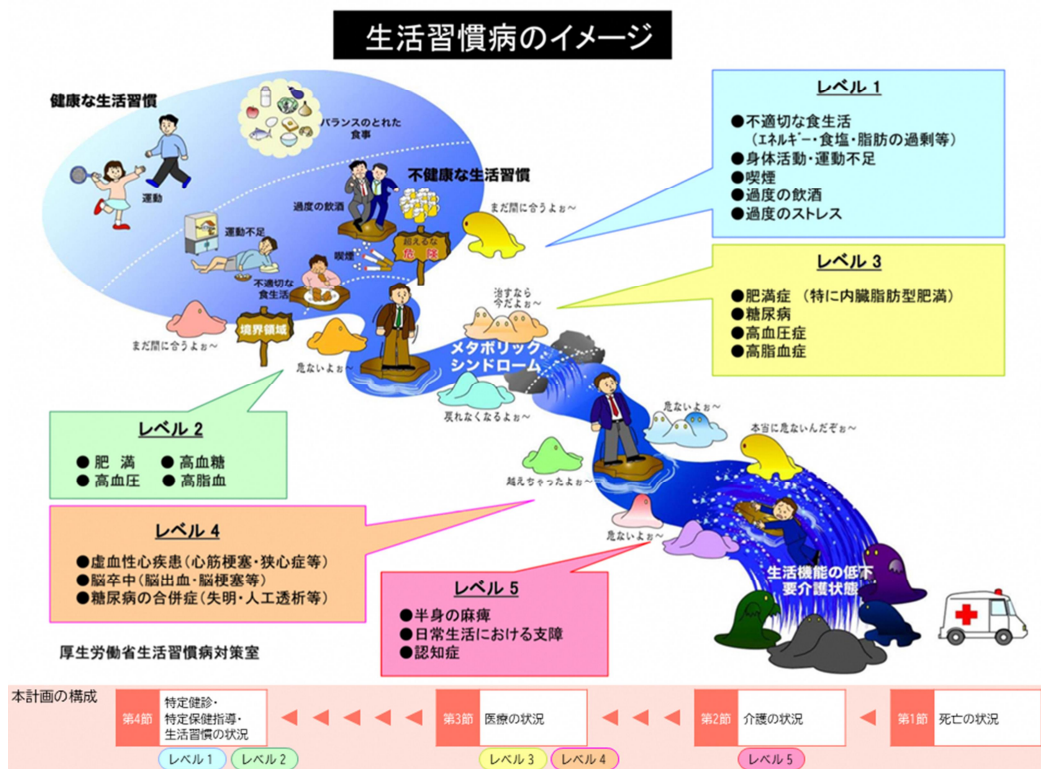 生活習慣病のイメージ
健康な生活習慣
バランスのとれた
食事
運動
不健康な生活習慣
過度の飲酒
運動不足
喫煙
超えるな
危険
不適切な
食生活
境界領域
まだ間に合うよぉ～
まだ間に合うよぉ～
危ないよぉ～
治すなら
今だよぉ～
メタボリック
シンドローム
戻れなくなるよぉ～
危ないよぉ～
越えちゃったよぉ～
本当に危ないんだぞぉ～
危ないよぉ～
生活機能の低下
要介護状態
レベル 1
●不適切な食生活
(エネルギー・食塩・脂肪の過剰等)
●身体活動・運動不足
●喫煙
●過度の飲酒
●過度のストレス
レベル 2
●肥 満 ●高血糖
●高血圧 ●高脂血
レベル 3
●肥満症 (特に内臓脂肪型肥満)
●糖尿病
●高血圧症
●高脂血症
レベル 4
●虚血性心疾患(心筋梗塞・狭心症等)
●脳卒中(脳出血・脳梗塞等)
●糖尿病の合併症(失明・人工透析等)
レベル 5
●半身の麻痺
●日常生活における支障
●認知症
厚生労働省生活習慣病対策室
本計画の構成
第4節
特定健診・
特定保健指導・
生活習慣の状況
第3節 医療の状況
第2節 介護の状況
第1節 死亡の状況
レベル 1 レベル 2 レベル 3 レベル 4 レベル 5